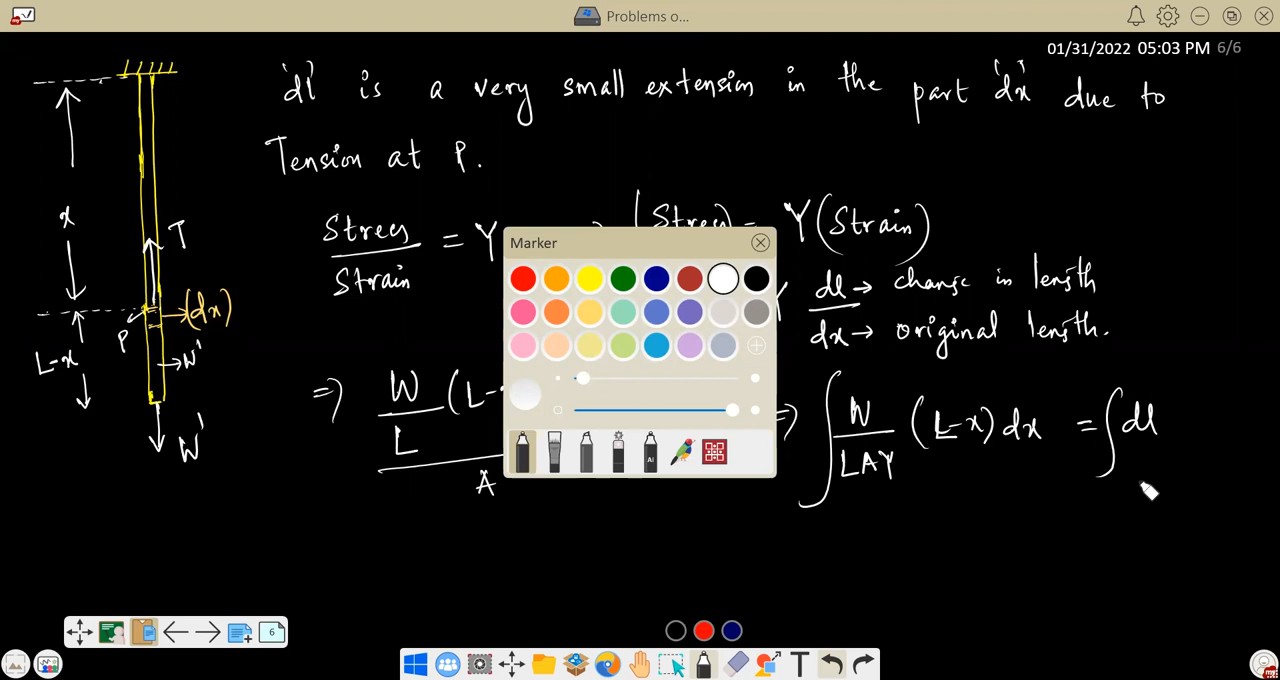 Problems o...
01/31/2022 05:03 PM 6/6
'dl' is a very small extension in the part 'dx' due to
Tension at P.
Stress/Strain = Y
Stress = Y (Strain)
dl → change in length
dx → original length.
⇒ W/L (L-
A
⇒ ∫ W/LAY (L-x) dx = ∫ dl
x
T
(dx)
P
L-x
W'
W'
Marker
AI
6
T